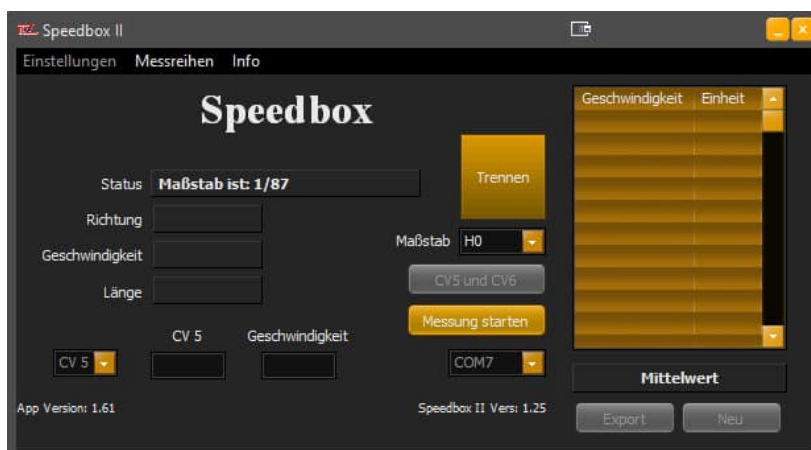 Speedbox II
Einstellungen Messreihen Info
Speedbox
Geschwindigkeit Einheit
Status Maßstab ist: 1/87
Trennen
Richtung
Maßstab H0
Geschwindigkeit
CV5 und CV6
Länge
Messung starten
CV 5 Geschwindigkeit
CV 5
COM7
Mittelwert
App Version: 1.61
Speedbox II Vers: 1.25
Export Neu